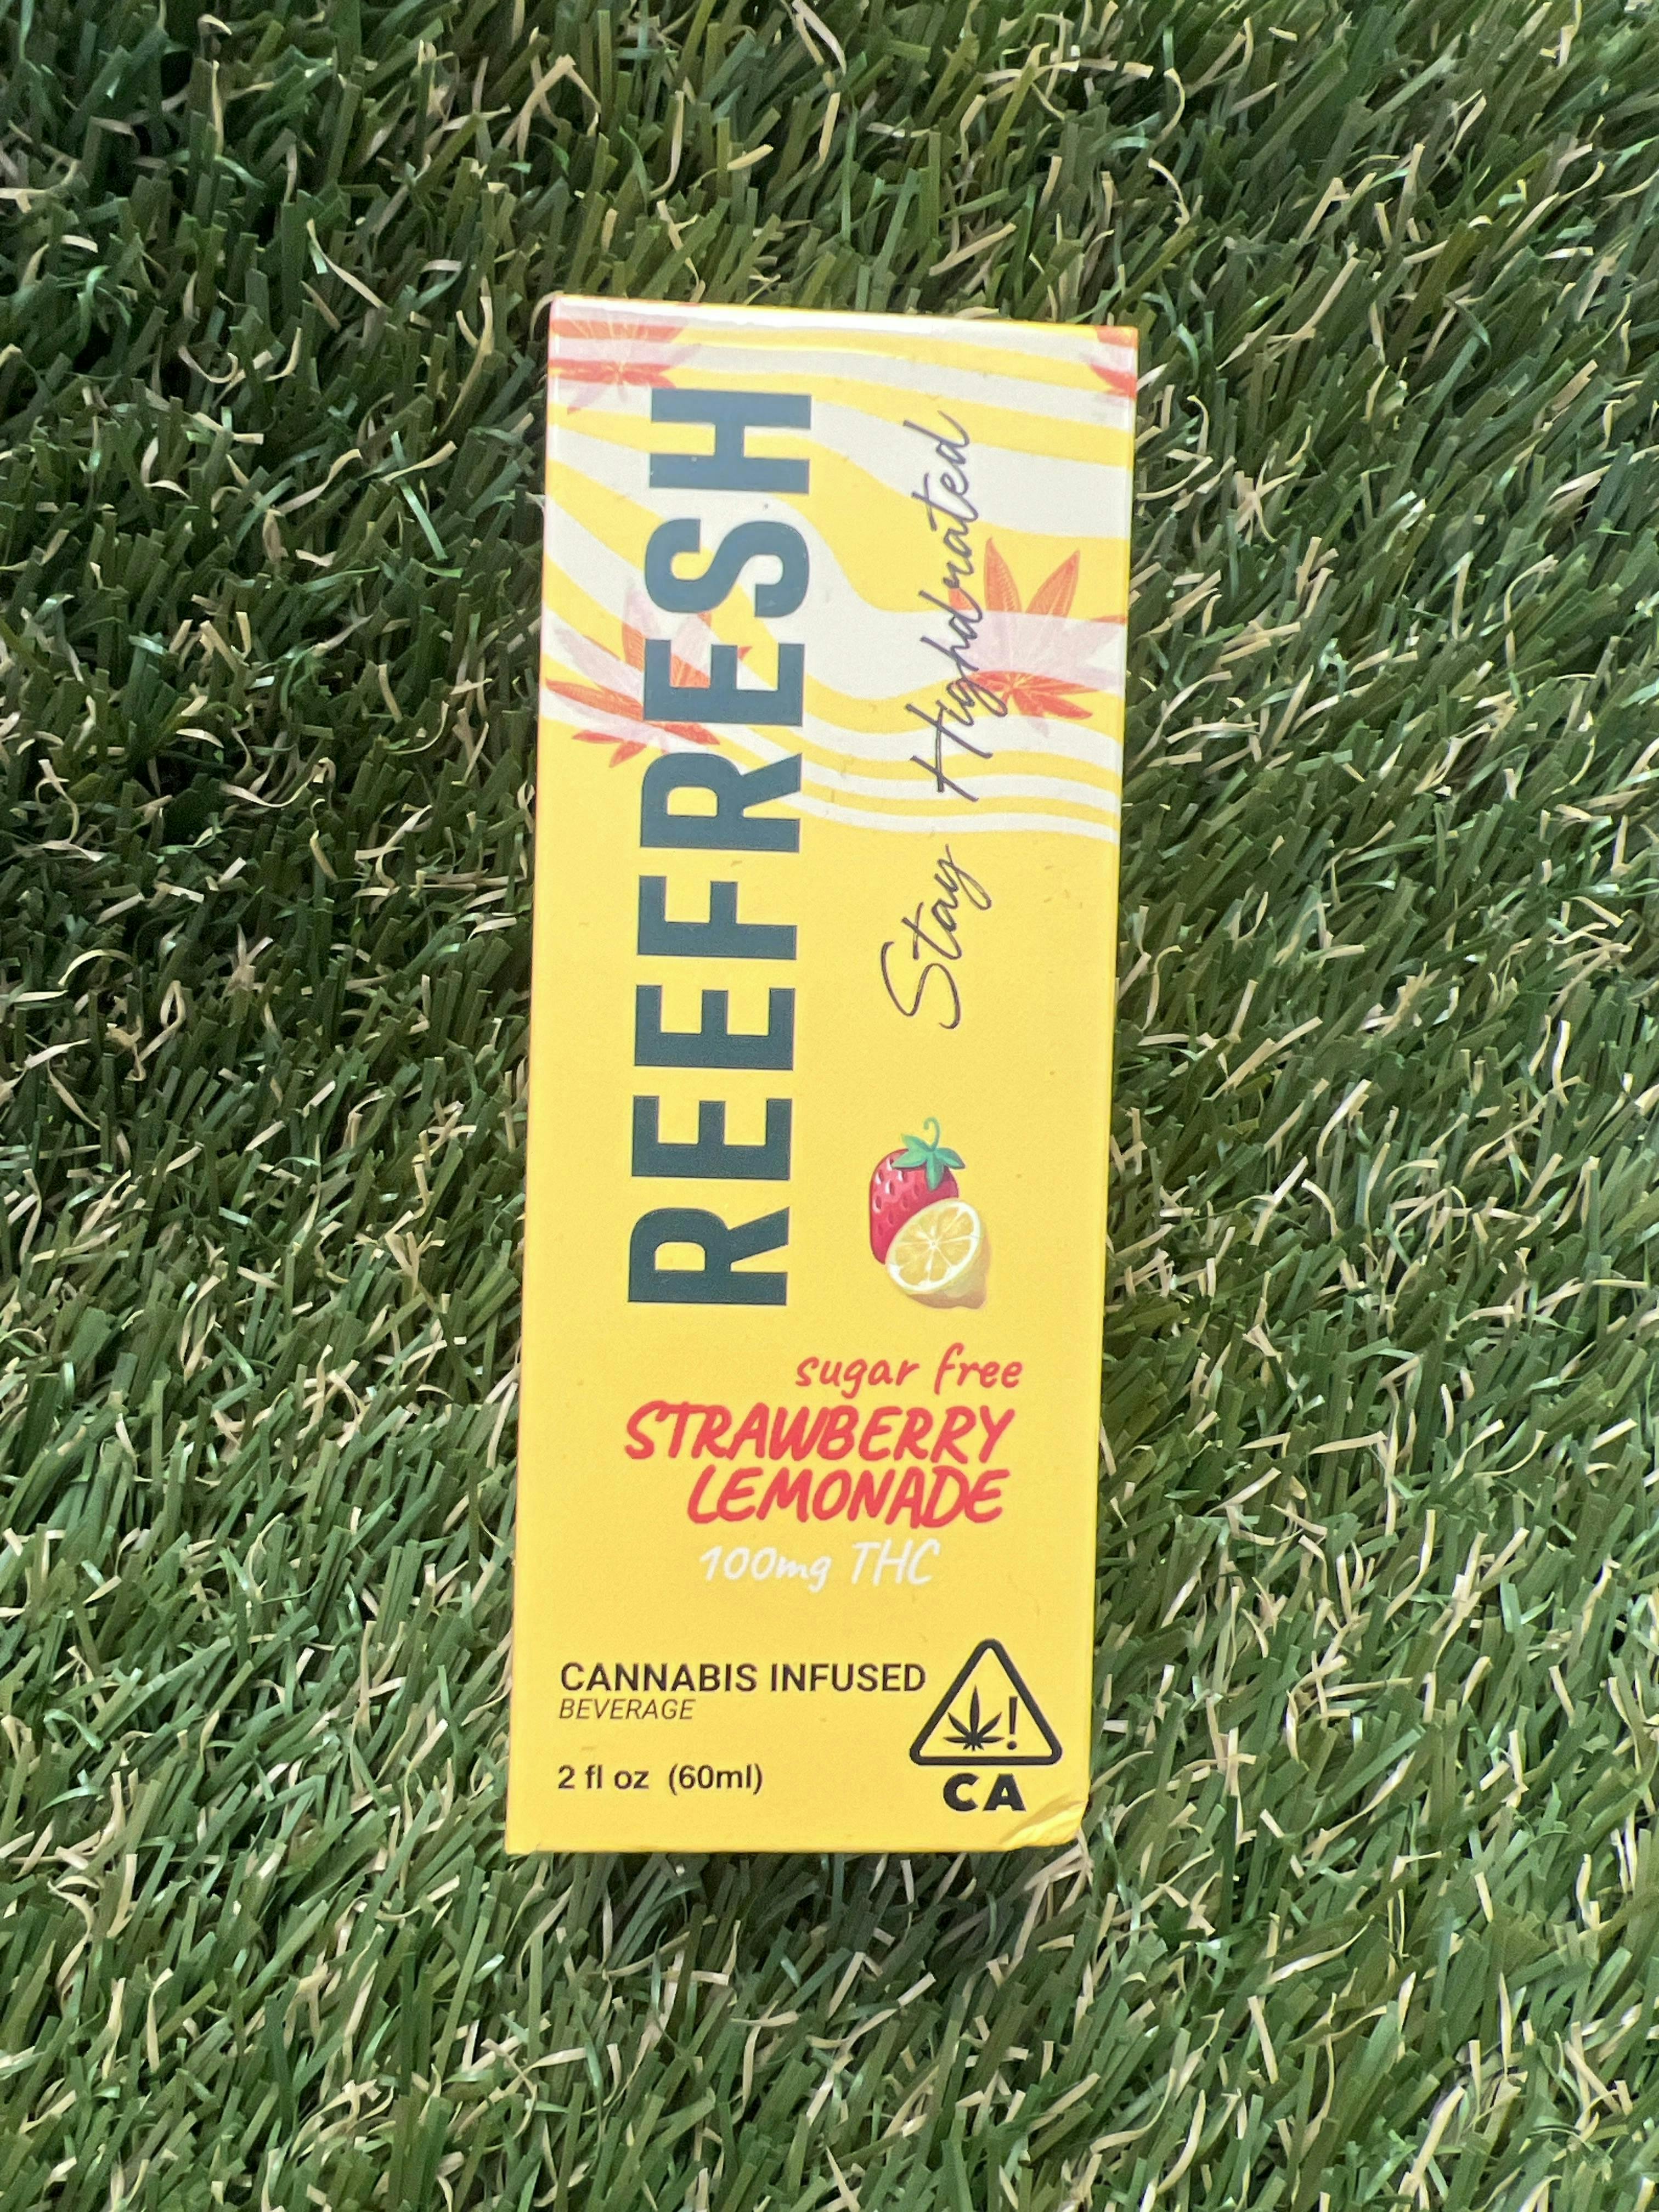 REEFRESH
Stay Highdrated
sugar free
STRAWBERRY
LEMONADE
100mg THC
CANNABIS INFUSED
BEVERAGE
2 fl oz (60ml)
!
CA